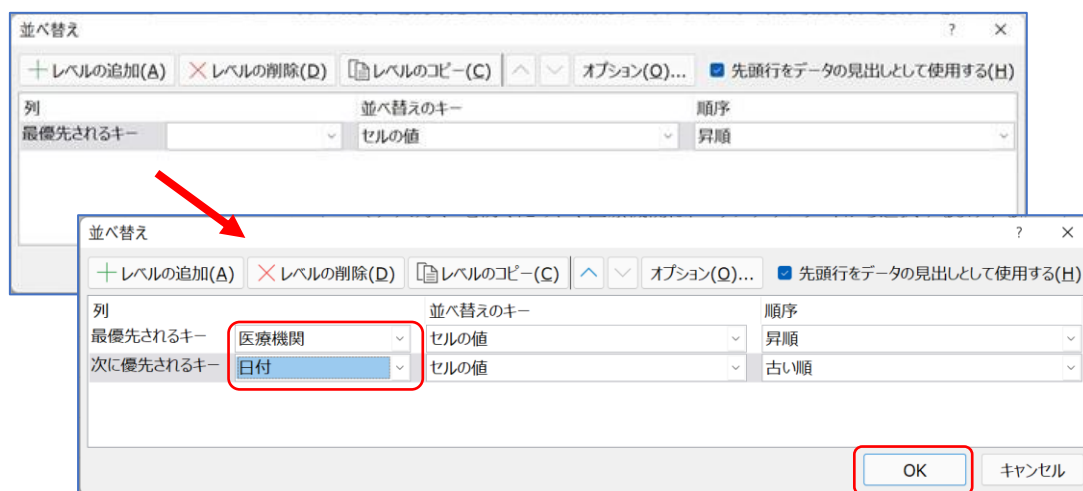 並べ替え ? ×
レベルの追加(A) レベルの削除(D) レベルのコピー(C) オプション(O)... 先頭行をデータの見出しとして使用する(H)
列 並べ替えのキー 順序
最優先されるキー セルの値 昇順
並べ替え ? ×
レベルの追加(A) レベルの削除(D) レベルのコピー(C) オプション(O)... 先頭行をデータの見出しとして使用する(H)
列 並べ替えのキー 順序
最優先されるキー 医療機関 セルの値 昇順
次に優先されるキー 日付 セルの値 古い順
OK キャンセル